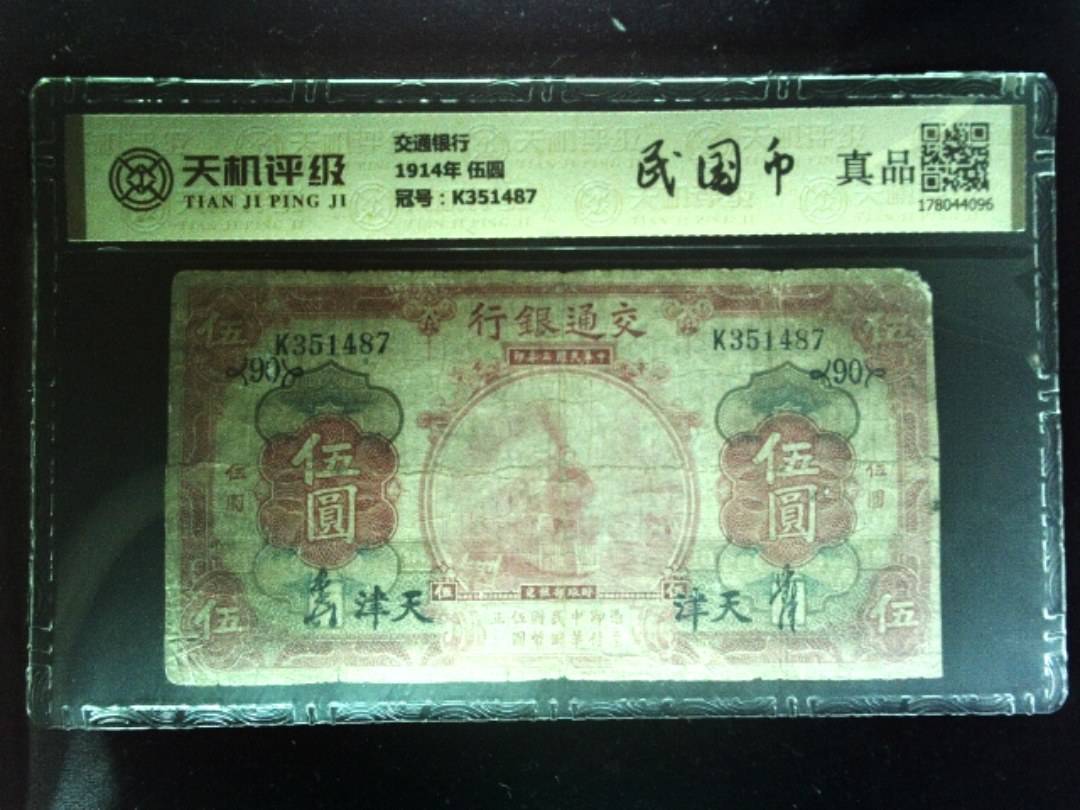 天机评级
TIAN JI PING JI
交通银行
1914年 伍圆
冠号：K351487
民国币
真品
178044096
行銀通交
K351487
K351487
90
90
伍
伍
伍圓
伍圓
伍圓
伍圓
津天
津天
伍
伍
伍
伍